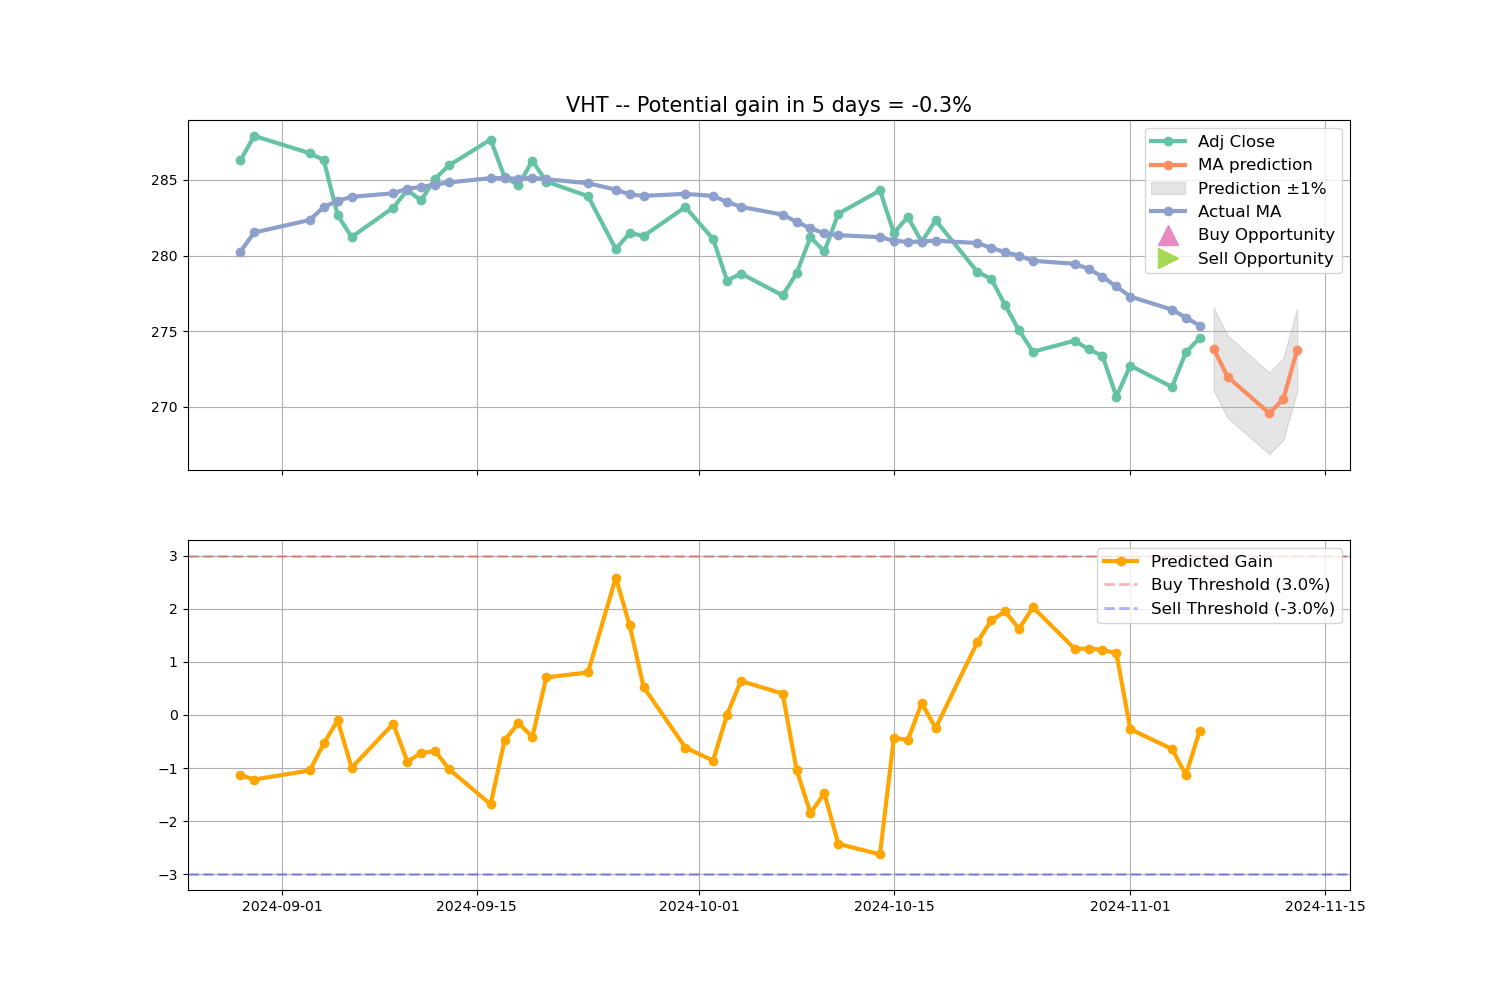 VHT -- Potential gain in 5 days = -0.3%
285
280
275
270
Adj Close
MA prediction
Prediction ±1%
Actual MA
Buy Opportunity
Sell Opportunity
3
2
1
0
−1
−2
−3
Predicted Gain
Buy Threshold (3.0%)
Sell Threshold (-3.0%)
2024-09-01 2024-09-15 2024-10-01 2024-10-15 2024-11-01 2024-11-15